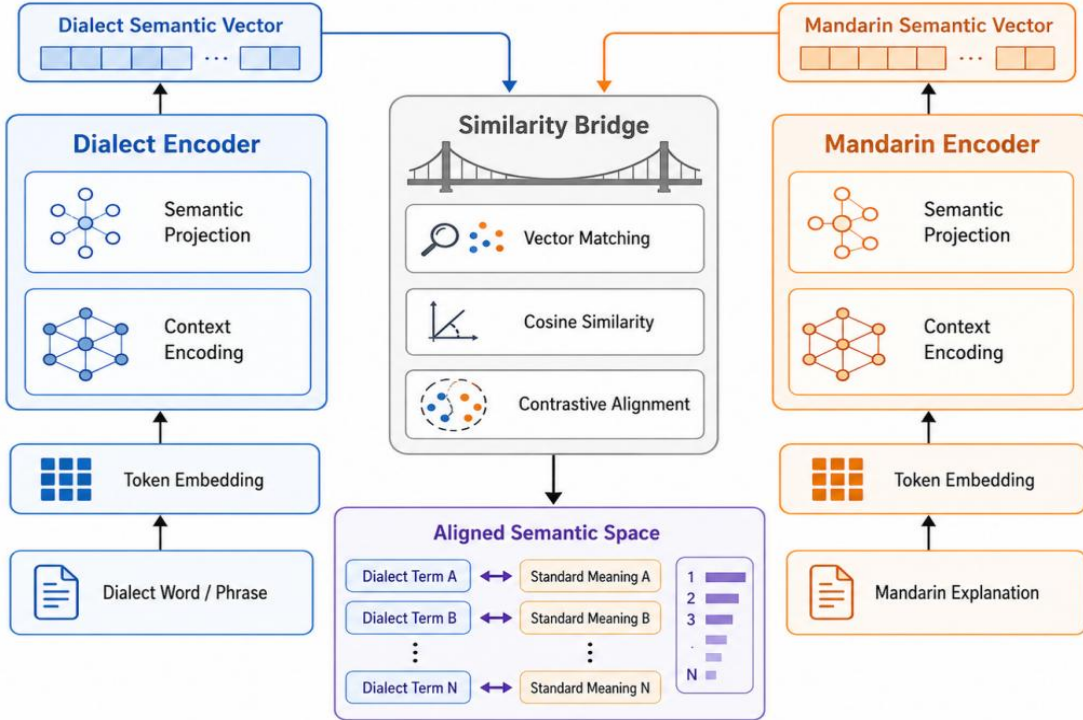 Dialect Semantic Vector
...
Dialect Encoder
Semantic
Projection
Context
Encoding
Token Embedding
Dialect Word / Phrase
Similarity Bridge
Vector Matching
Cosine Similarity
Contrastive Alignment
Aligned Semantic Space
Dialect Term A
Standard Meaning A
Dialect Term B
Standard Meaning B
⋮
⋮
Dialect Term N
Standard Meaning N
1
2
3
.
N
Mandarin Semantic Vector
...
Mandarin Encoder
Semantic
Projection
Context
Encoding
Token Embedding
Mandarin Explanation